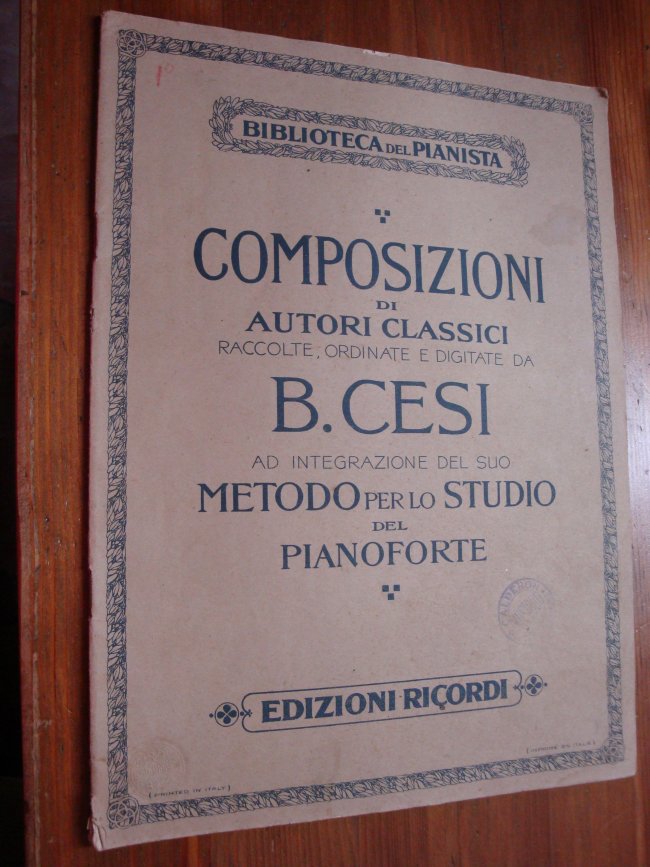 BIBLIOTECA DEL PIANISTA
COMPOSIZIONI
DI
AUTORI CLASSICI
RACCOLTE, ORDINATE E DIGITATE DA
B. CESI
AD INTEGRAZIONE DEL SUO
METODO PER LO STUDIO
DEL
PIANOFORTE
EDIZIONI RICORDI
(PRINTED IN ITALY)
(IMPRIMÉ EN ITALIE)